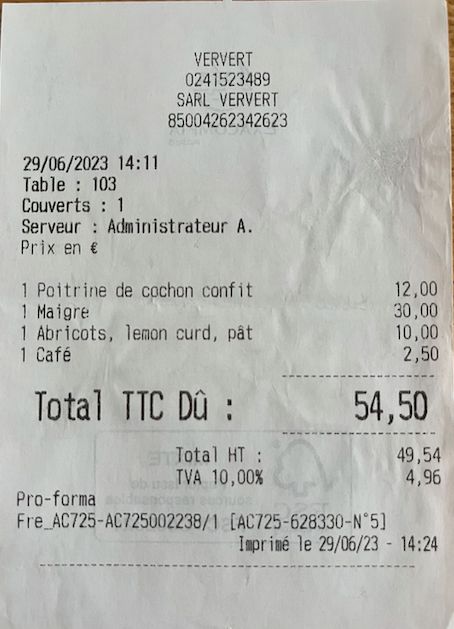 VERVERT
0241523489
SARL VERVERT
85004262342623
29/06/2023 14:11
Table : 103
Couverts : 1
Serveur : Administrateur A.
Prix en €
1 Poitrine de cochon confit 12,00
1 Maigre 30,00
1 Abricots, lemon curd, pât 10,00
1 Café 2,50
Total TTC Dû : 54,50
Total HT : 49,54
TVA 10,00% 4,96
Pro-forma
Fre_AC725-AC725002238/1 [AC725-628330-N°5]
Imprimé le 29/06/23 - 14:24